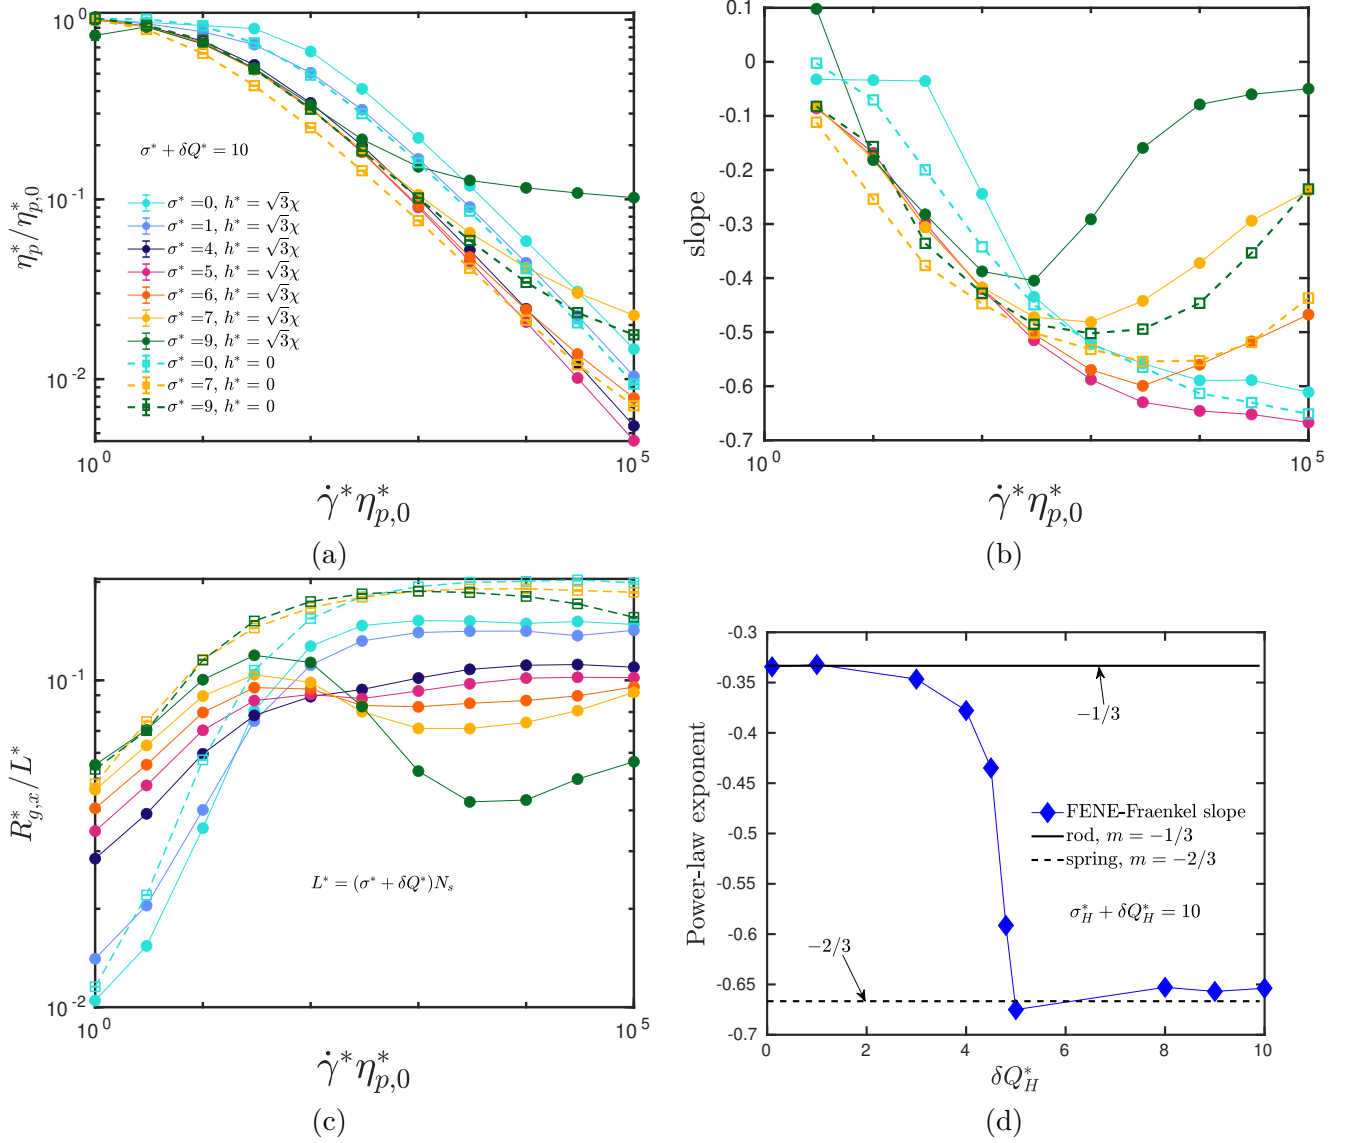 10^0
10^-1
10^-2
η*_p/η*_{p,0}
σ* + δQ* = 10
σ* =0, h* = √3χ
σ* =1, h* = √3χ
σ* =4, h* = √3χ
σ* =5, h* = √3χ
σ* =6, h* = √3χ
σ* =7, h* = √3χ
σ* =9, h* = √3χ
σ* =0, h* = 0
σ* =7, h* = 0
σ* =9, h* = 0
10^0 10^5
γ̇*η*_{p,0}
(a)
0.1
0
-0.1
-0.2
-0.3
-0.4
-0.5
-0.6
-0.7
slope
10^0 10^5
γ̇*η*_{p,0}
(b)
10^-1
10^-2
R*_{g,x}/L*
L* = (σ* + δQ*)N_s
10^0 10^5
γ̇*η*_{p,0}
(c)
-0.3
-0.35
-0.4
-0.45
-0.5
-0.55
-0.6
-0.65
-0.7
Power-law exponent
−1/3
FENE-Fraenkel slope
rod, m = −1/3
spring, m = −2/3
σ*_H + δQ*_H = 10
−2/3
0 2 4 6 8 10
δQ*_H
(d)